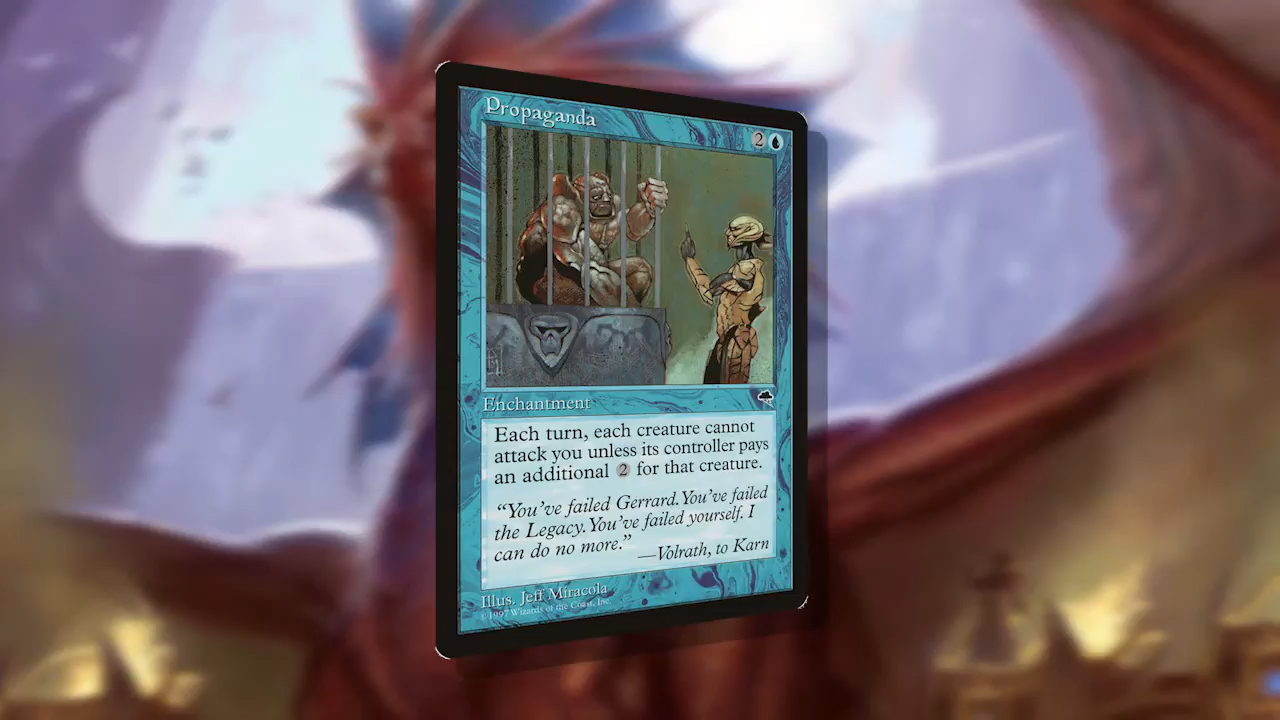 Propaganda
2
Enchantment
Each turn, each creature cannot
attack you unless its controller pays
an additional 2 for that creature.
“You’ve failed Gerrard. You’ve failed
the Legacy. You’ve failed yourself. I
can do no more.” —Volrath, to Karn
Illus. Jeff Miracola
©1997 Wizards of the Coast, Inc.